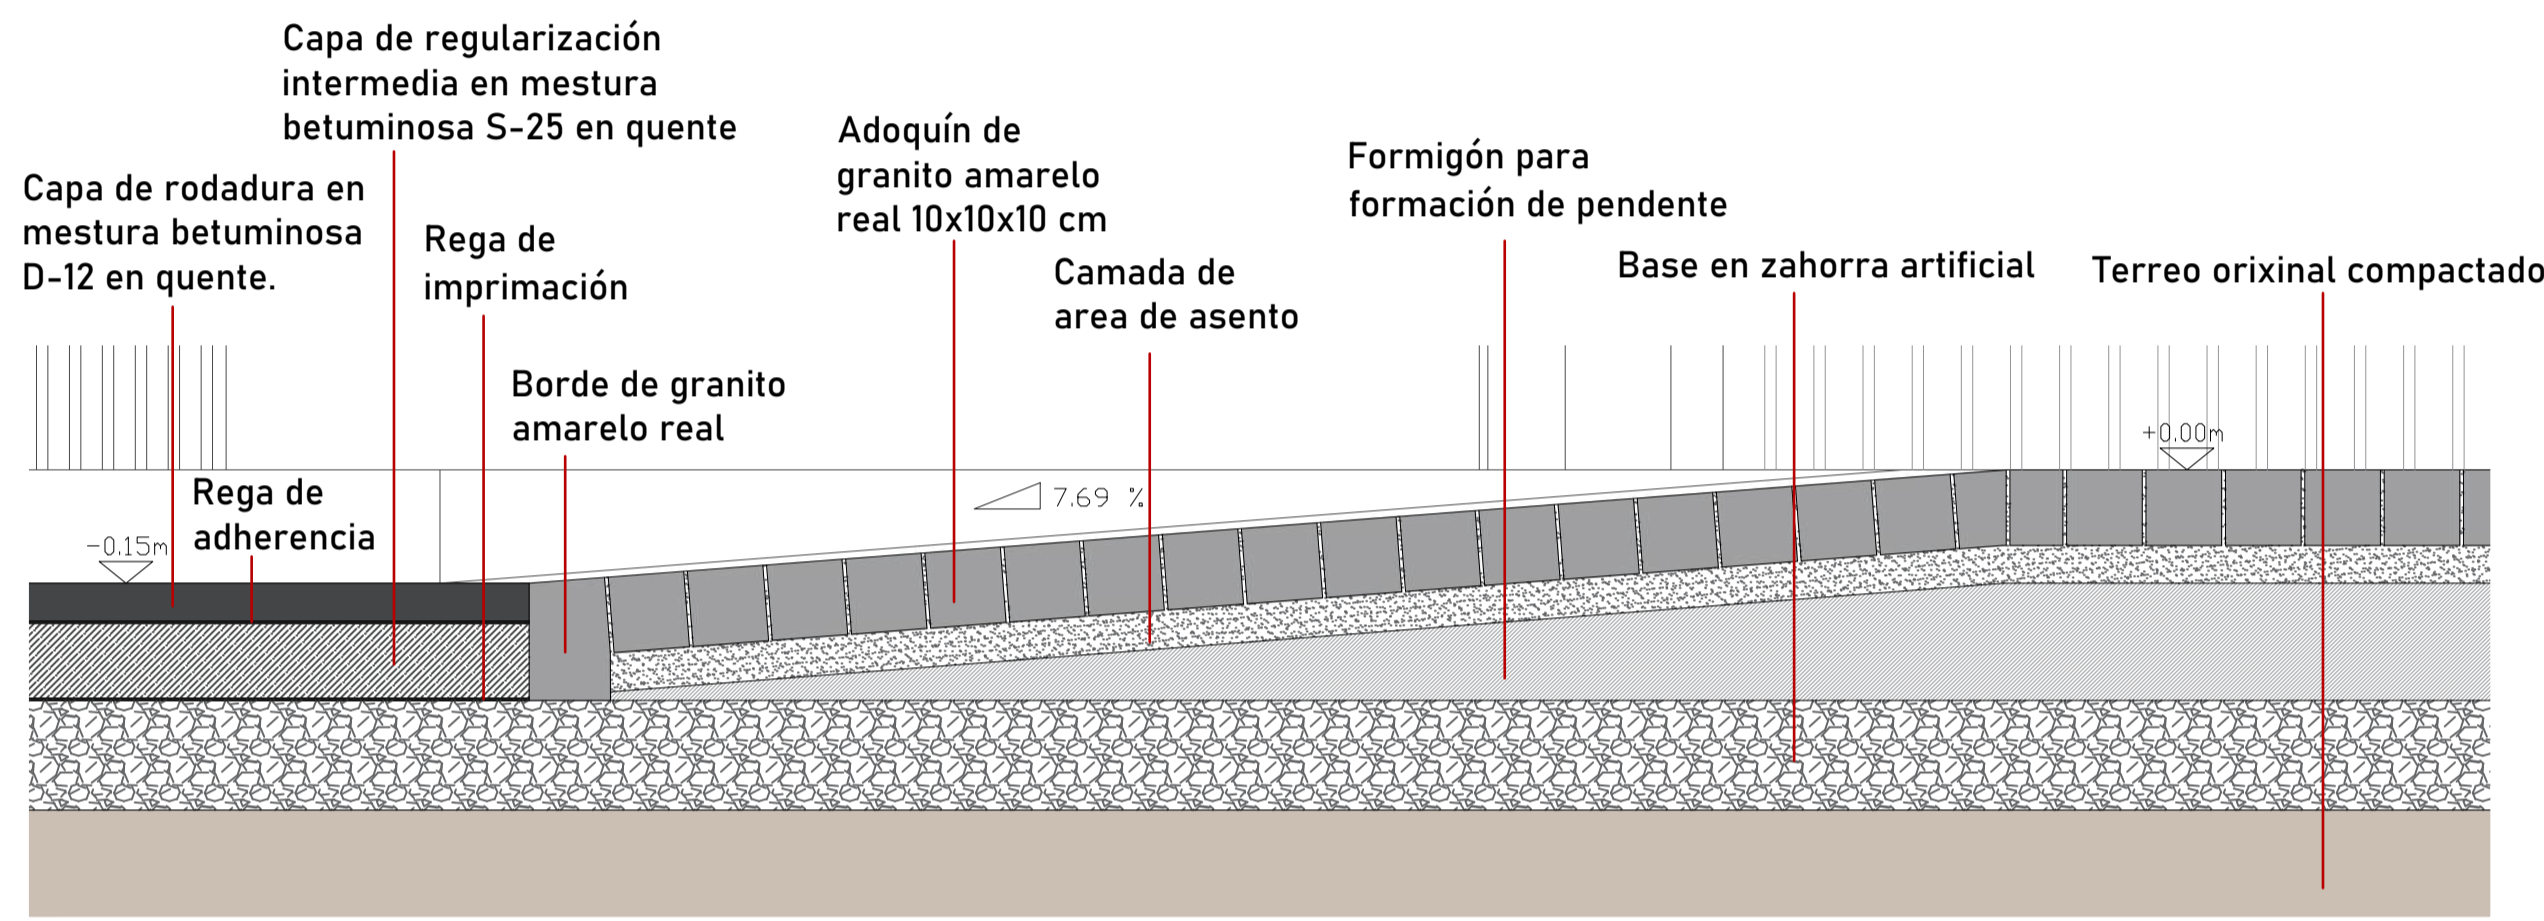 Capa de regularización
intermedia en mestura
betuminosa S-25 en quente
Capa de rodadura en
mestura betuminosa
D-12 en quente.
Rega de
imprimación
Adoquín de
granito amarelo
real 10x10x10 cm
Camada de
area de asento
Formigón para
formación de pendente
Base en zahorra artificial
Terreo orixinal compactado
Borde de granito
amarelo real
Rega de
adherencia
-0.15m
7.69 %
+0.00m